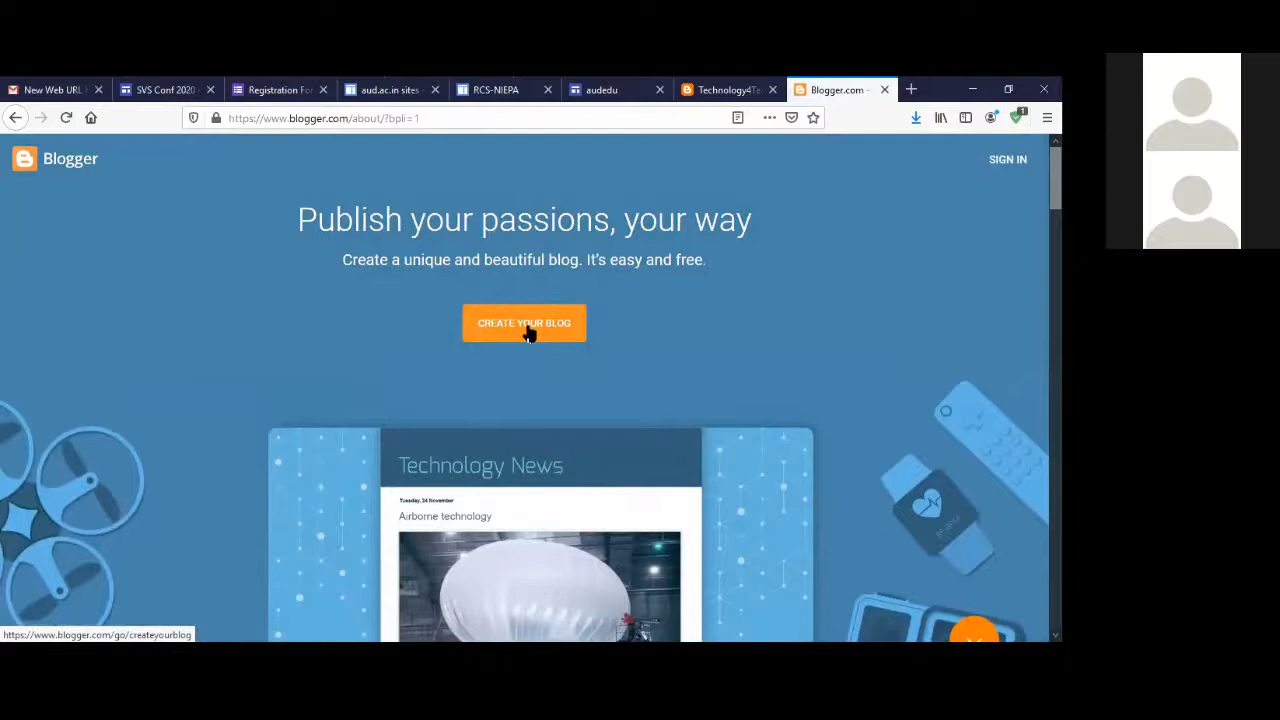 New Web URL
SVS Conf 2020
Registration For
aud.ac.in sites -
RCS-NIEPA
audedu
Technology4Te
Blogger.com -
https://www.blogger.com/about/?bpli=1
1
Blogger
SIGN IN
Publish your passions, your way
Create a unique and beautiful blog. It's easy and free.
CREATE YOUR BLOG
Technology News
Tuesday, 24 November
Airborne technology
https://www.blogger.com/go/createyourblog